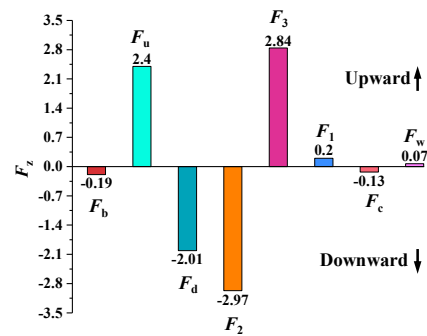 3.5
2.8
2.1
1.4
0.7
0.0
-0.7
-1.4
-2.1
-2.8
-3.5
F_z
F_b
-0.19
F_u
2.4
F_d
-2.01
F_2
-2.97
F_3
2.84
F_1
0.2
F_c
-0.13
F_w
0.07
Upward ↑
Downward ↓